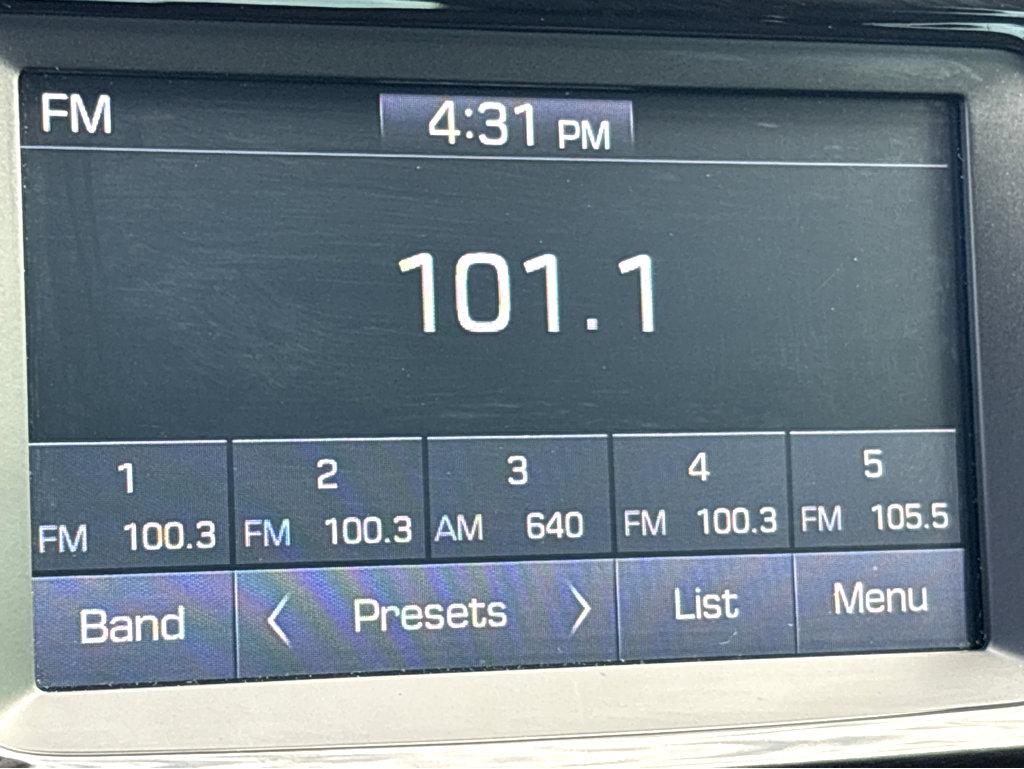 FM 4:31 PM
101.1
1 2 3 4 5
FM 100.3 FM 100.3 AM 640 FM 100.3 FM 105.5
Band < Presets > List Menu